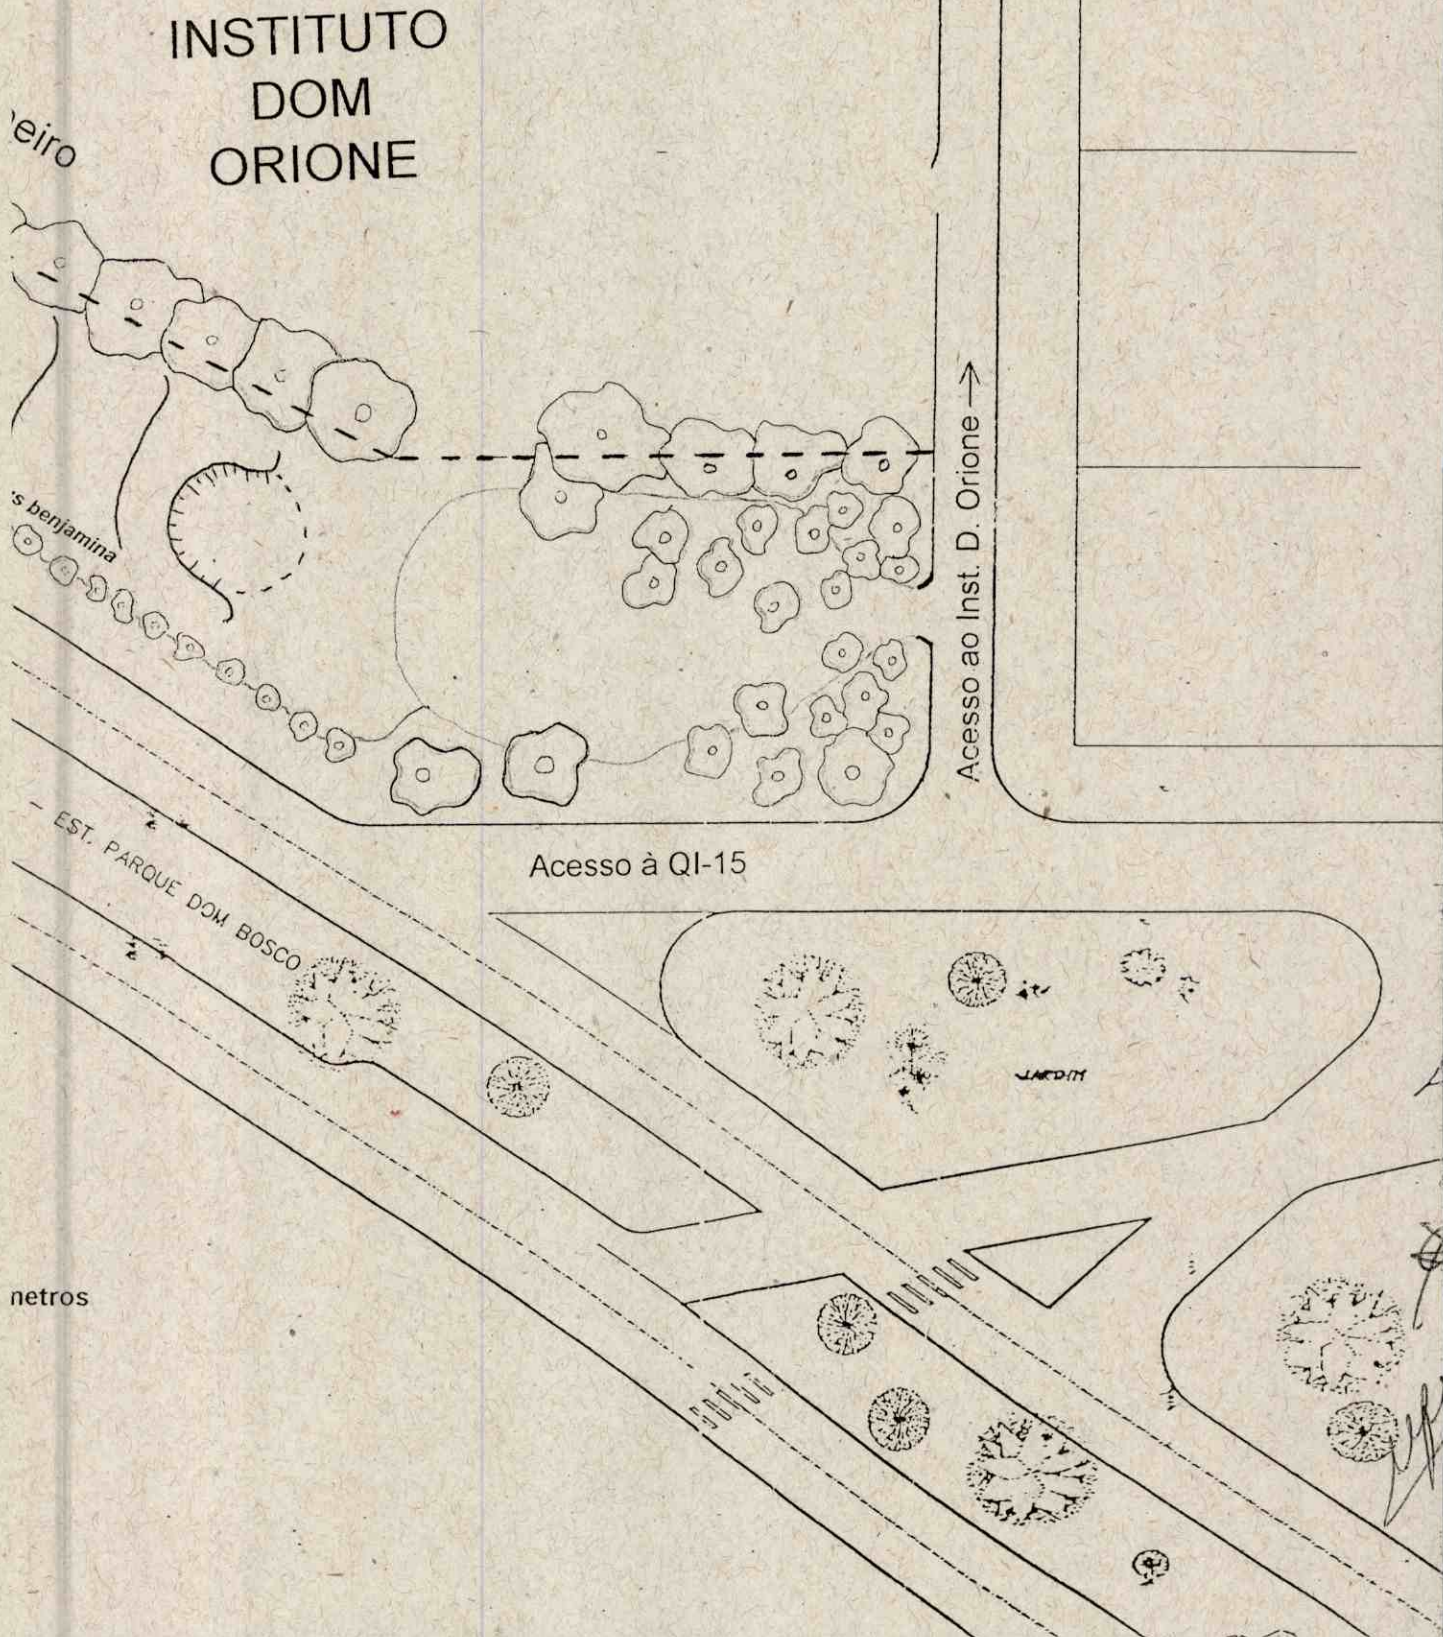 INSTITUTO
DOM
ORIONE
eiro
s benjamina
Acesso ao Inst. D. Orione →
EST. PARQUE DOM BOSCO
Acesso à QI-15
JARDIM
netros